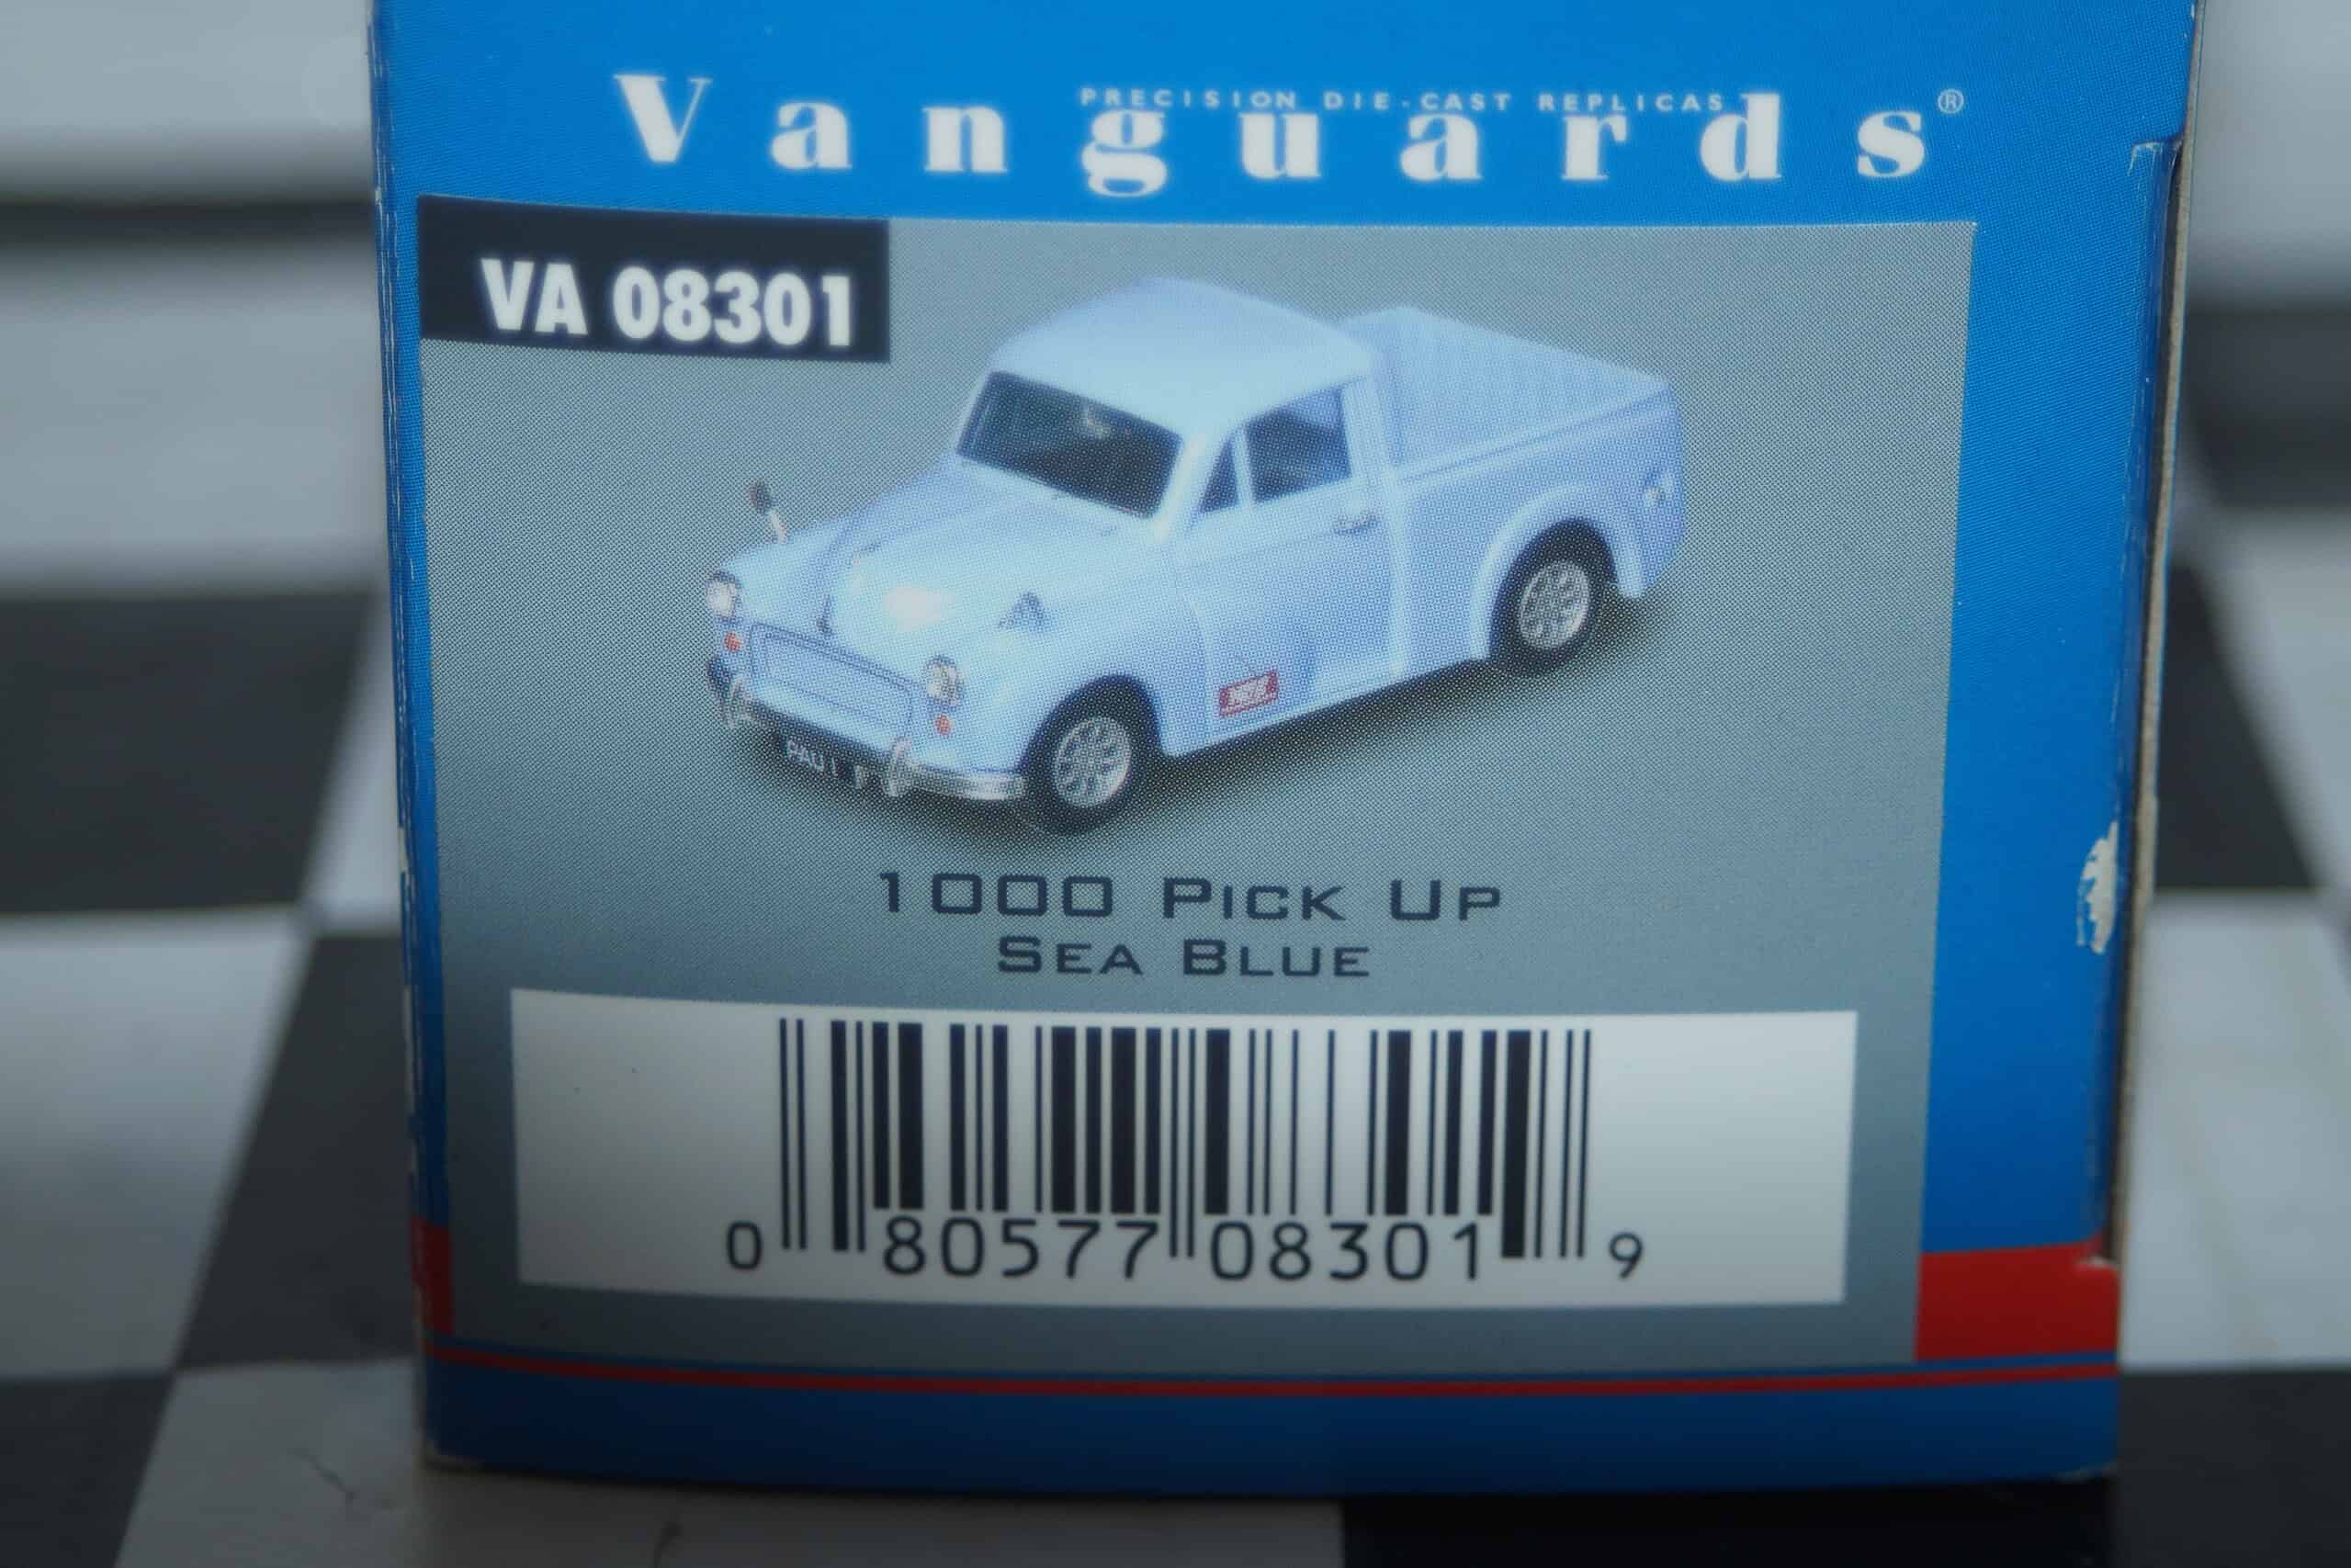 PRECISION DIE-CAST REPLICAS
Vanguards®
VA 08301
1000 Pick Up
Sea Blue
0 80577 08301 9